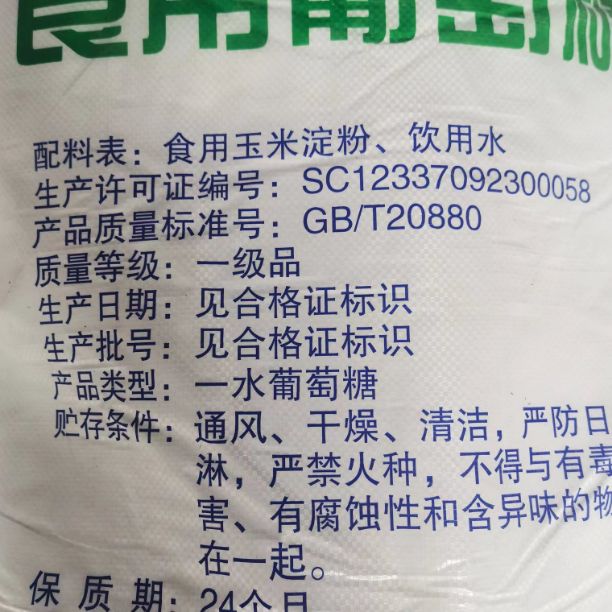 食用葡萄糖
配料表：食用玉米淀粉、饮用水
生产许可证编号：SC12337092300058
产品质量标准号：GB/T20880
质量等级：一级品
生产日期：见合格证标识
生产批号：见合格证标识
产品类型：一水葡萄糖
贮存条件：通风、干燥、清洁，严防日
淋，严禁火种，不得与有毒
害、有腐蚀性和含异味的物
在一起。
保质期：24个月